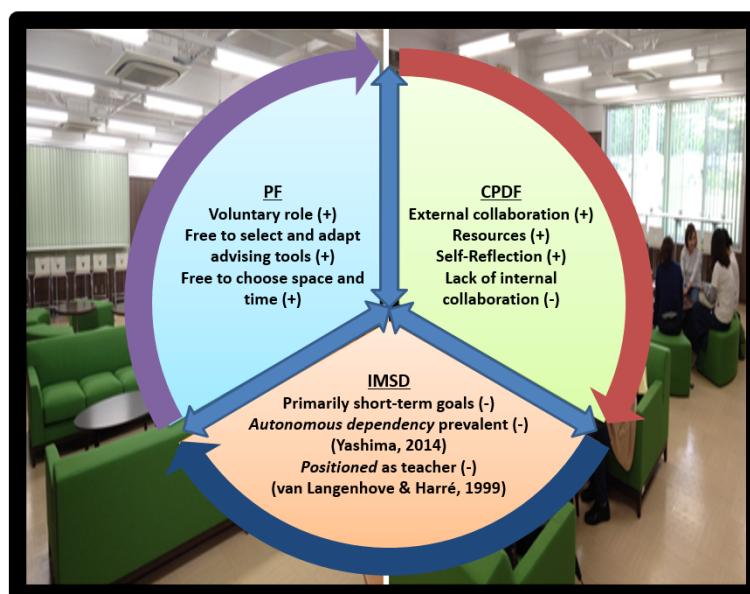 PF
Voluntary role (+)
Free to select and adapt
advising tools (+)
Free to choose space and
time (+)
CPDF
External collaboration (+)
Resources (+)
Self-Reflection (+)
Lack of internal
collaboration (-)
IMSD
Primarily short-term goals (-)
Autonomous dependency prevalent (-)
(Yashima, 2014)
Positioned as teacher (-)
(van Langenhove & Harré, 1999)